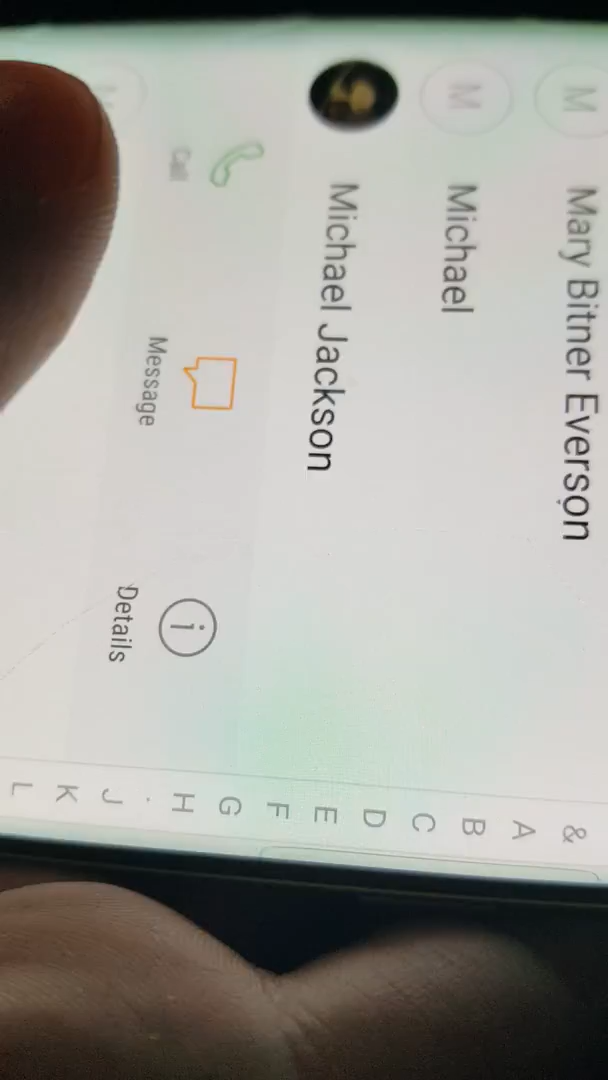 M
Mary Bitner Everson
M
Michael
Michael Jackson
Call
Message
Details
&
A
B
C
D
E
F
G
H
.
J
K
L